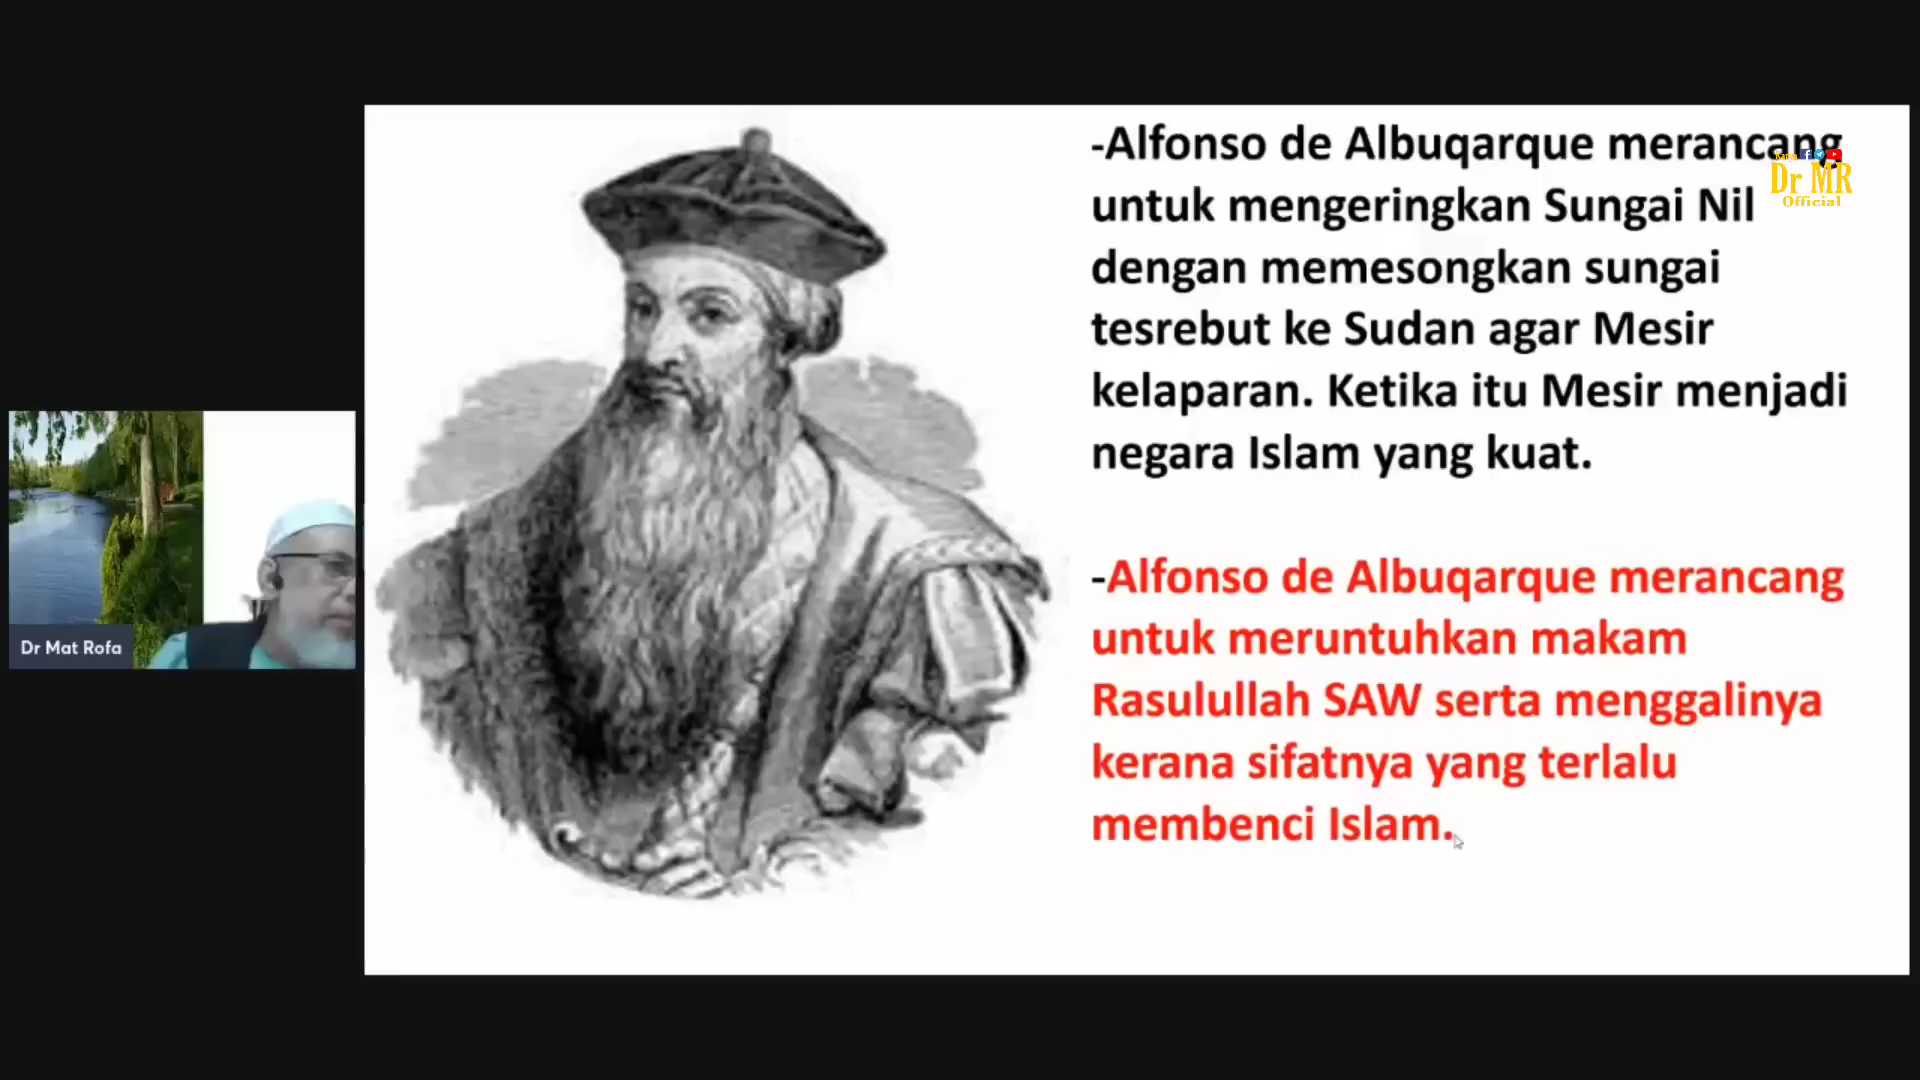 -Alfonso de Albuqarque merancang
untuk mengeringkan Sungai Nil
dengan memesongkan sungai
tesrebut ke Sudan agar Mesir
kelaparan. Ketika itu Mesir menjadi
negara Islam yang kuat.
-Alfonso de Albuqarque merancang
untuk meruntuhkan makam
Rasulullah SAW serta menggalinya
kerana sifatnya yang terlalu
membenci Islam.
Dr MR
Official
Dr Mat Rofa